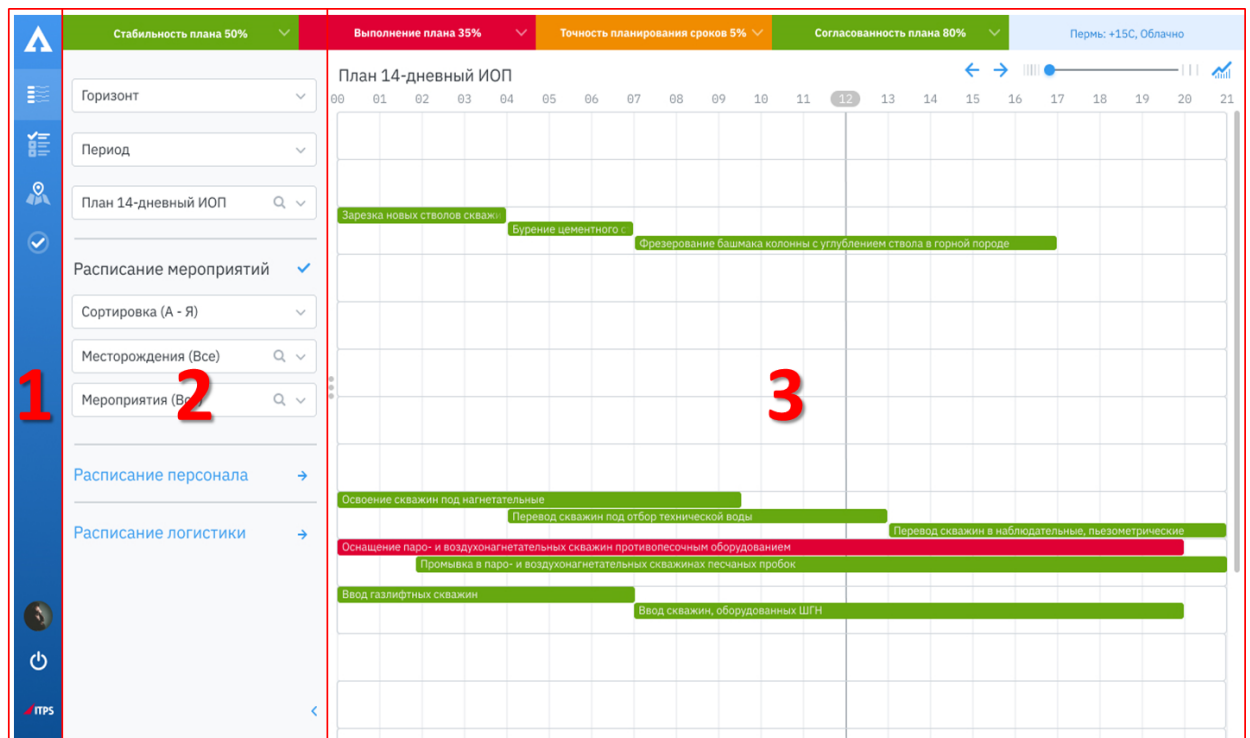 Стабильность плана 50%
Выполнение плана 35%
Точность планирования сроков 5%
Согласованность плана 80%
Пермь: +15С, Облачно
Горизонт
Период
План 14-дневный ИОП
Расписание мероприятий
Сортировка (А - Я)
Месторождения (Все)
Мероприятия (Все)
Расписание персонала
Расписание логистики
ITPS
1
2
План 14-дневный ИОП
00 01 02 03 04 05 06 07 08 09 10 11 12 13 14 15 16 17 18 19 20 21
Зарезка новых стволов скважи
Бурение цементного с
Фрезерование башмака колонны с углублением ствола в горной породе
3
Освоение скважин под нагнетательные
Перевод скважин под отбор технической воды
Перевод скважин в наблюдательные, пьезометрические
Оснащение паро- и воздухонагнетательных скважин противопесочным оборудованием
Промывка в паро- и воздухонагнетательных скважинах песчаных пробок
Ввод газлифтных скважин
Ввод скважин, оборудованных ШГН